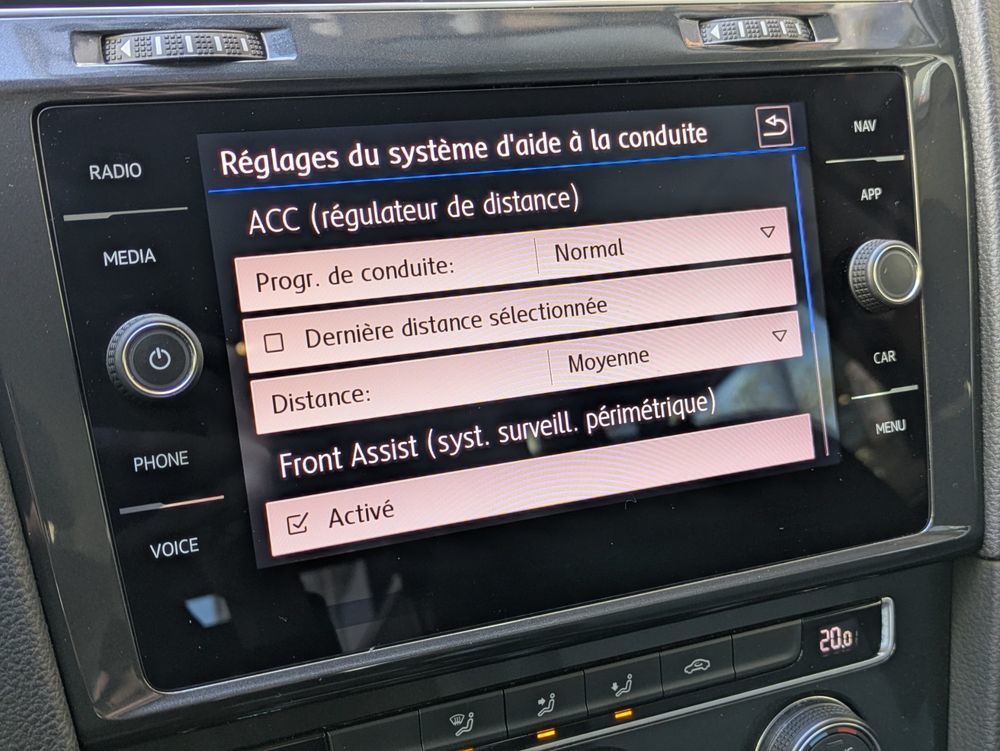 Réglages du système d'aide à la conduite
ACC (régulateur de distance)
Progr. de conduite: Normal
Dernière distance sélectionnée
Distance: Moyenne
Front Assist (syst. surveill. périmétrique)
Activé
RADIO
MEDIA
PHONE
VOICE
NAV
APP
CAR
MENU
20.0